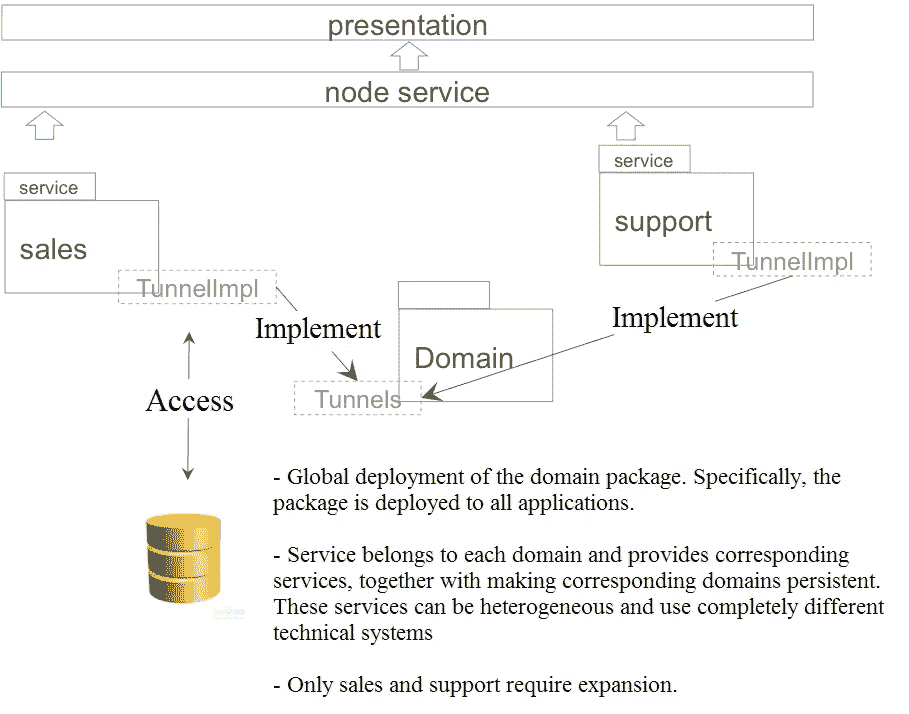 presentation
node service
service
service
sales
support
TunnelImpl
TunnelImpl
Implement
Implement
Domain
Tunnels
Access
- Global deployment of the domain package. Specifically, the
package is deployed to all applications.
- Service belongs to each domain and provides corresponding
services, together with making corresponding domains persistent.
These services can be heterogeneous and use completely different
technical systems
- Only sales and support require expansion.